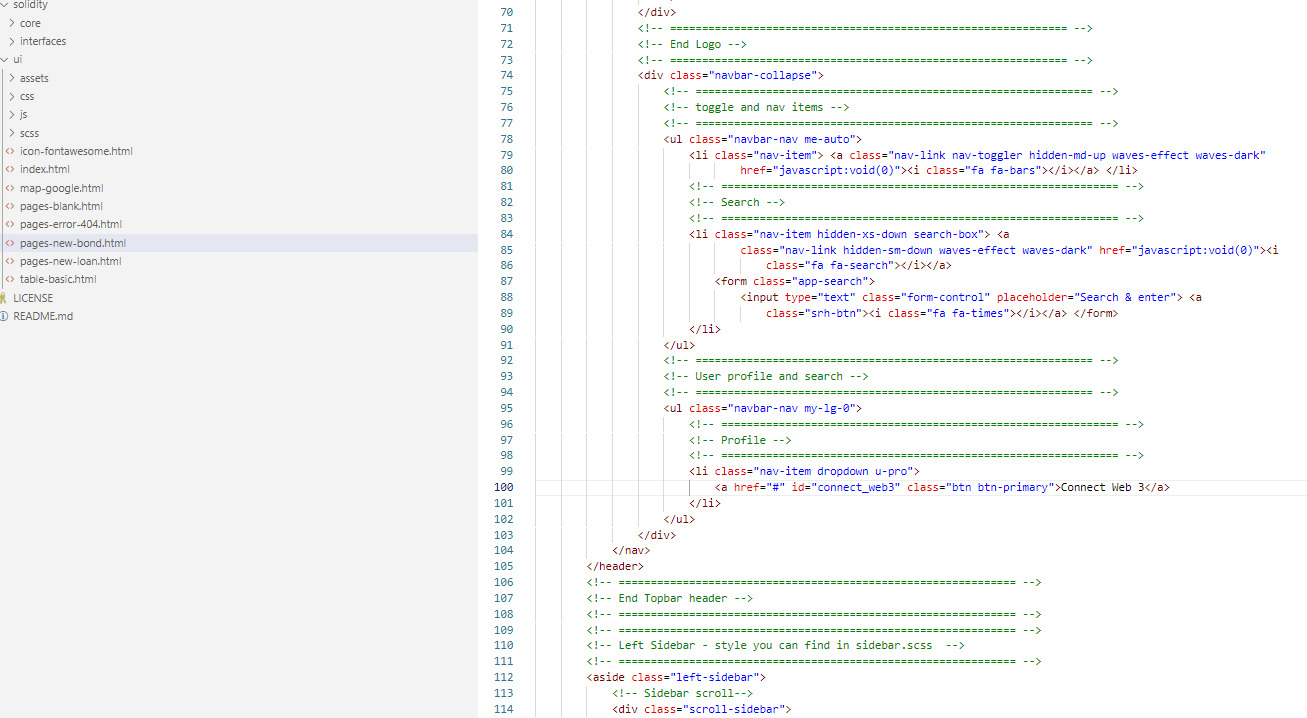 solidity
core
interfaces
ui
assets
css
js
scss
icon-fontawesome.html
index.html
map-google.html
pages-blank.html
pages-error-404.html
pages-new-bond.html
pages-new-loan.html
table-basic.html
LICENSE
README.md
70 </div>
71 <!-- ============================================================== -->
72 <!-- End Logo -->
73 <!-- ============================================================== -->
74 <div class="navbar-collapse">
75 <!-- ============================================================== -->
76 <!-- toggle and nav items -->
77 <!-- ============================================================== -->
78 <ul class="navbar-nav me-auto">
79 <li class="nav-item"> <a class="nav-link nav-toggler hidden-md-up waves-effect waves-dark"
80 href="javascript:void(0)"><i class="fa fa-bars"></i></a> </li>
81 <!-- ============================================================== -->
82 <!-- Search -->
83 <!-- ============================================================== -->
84 <li class="nav-item hidden-xs-down search-box"> <a
85 class="nav-link hidden-sm-down waves-effect waves-dark" href="javascript:void(0)"><i
86 class="fa fa-search"></i></a>
87 <form class="app-search">
88 <input type="text" class="form-control" placeholder="Search & enter"> <a
89 class="srh-btn"><i class="fa fa-times"></i></a> </form>
90 </li>
91 </ul>
92 <!-- ============================================================== -->
93 <!-- User profile and search -->
94 <!-- ============================================================== -->
95 <ul class="navbar-nav my-lg-0">
96 <!-- ============================================================== -->
97 <!-- Profile -->
98 <!-- ============================================================== -->
99 <li class="nav-item dropdown u-pro">
100 <a href="#" id="connect_web3" class="btn btn-primary">Connect Web 3</a>
101 </li>
102 </ul>
103 </div>
104 </nav>
105 </header>
106 <!-- ============================================================== -->
107 <!-- End Topbar header -->
108 <!-- ============================================================== -->
109 <!-- ============================================================== -->
110 <!-- Left Sidebar - style you can find in sidebar.scss  -->
111 <!-- ============================================================== -->
112 <aside class="left-sidebar">
113 <!-- Sidebar scroll-->
114 <div class="scroll-sidebar">